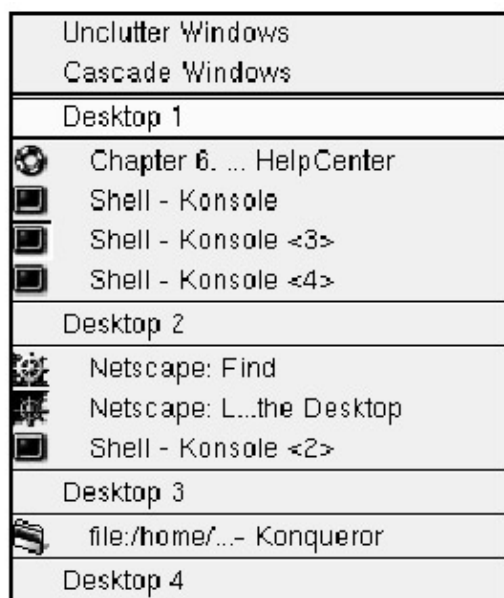 Unclutter Windows
Cascade Windows
Desktop 1
Chapter 6. ... HelpCenter
Shell - Konsole
Shell - Konsole <3>
Shell - Konsole <4>
Desktop 2
Netscape: Find
Netscape: L...the Desktop
Shell - Konsole <2>
Desktop 3
file:/home/...- Konqueror
Desktop 4